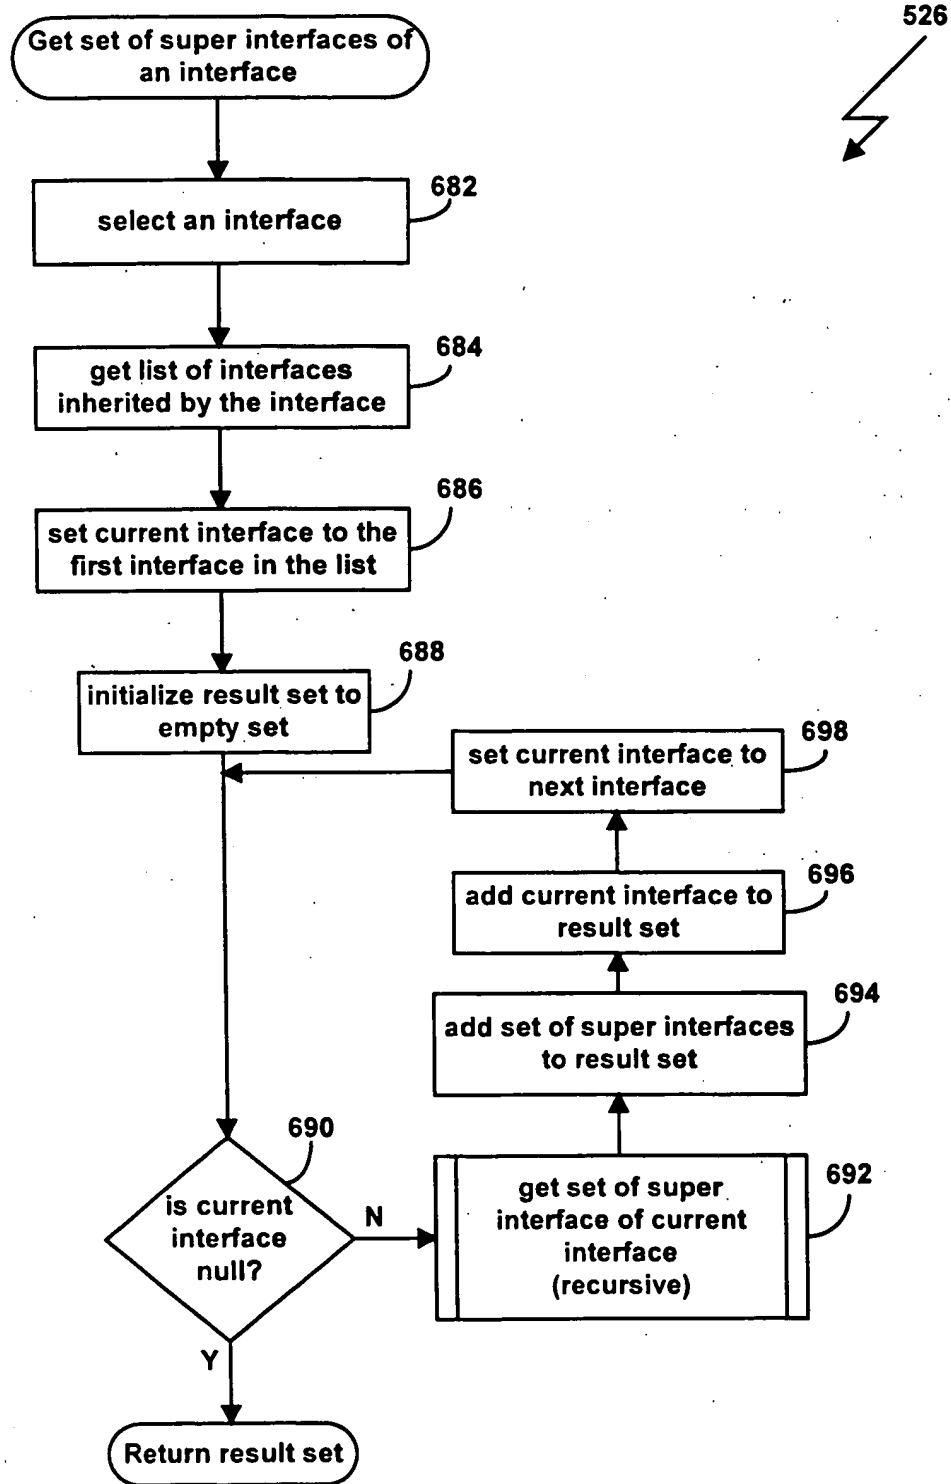 526
Get set of super interfaces of
an interface
682
select an interface
684
get list of interfaces
inherited by the interface
686
set current interface to the
first interface in the list
688
initialize result set to
empty set
698
set current interface to
next interface
696
add current interface to
result set
694
add set of super interfaces
to result set
690
is current
interface
null?
N
692
get set of super
interface of current
interface
(recursive)
Y
Return result set